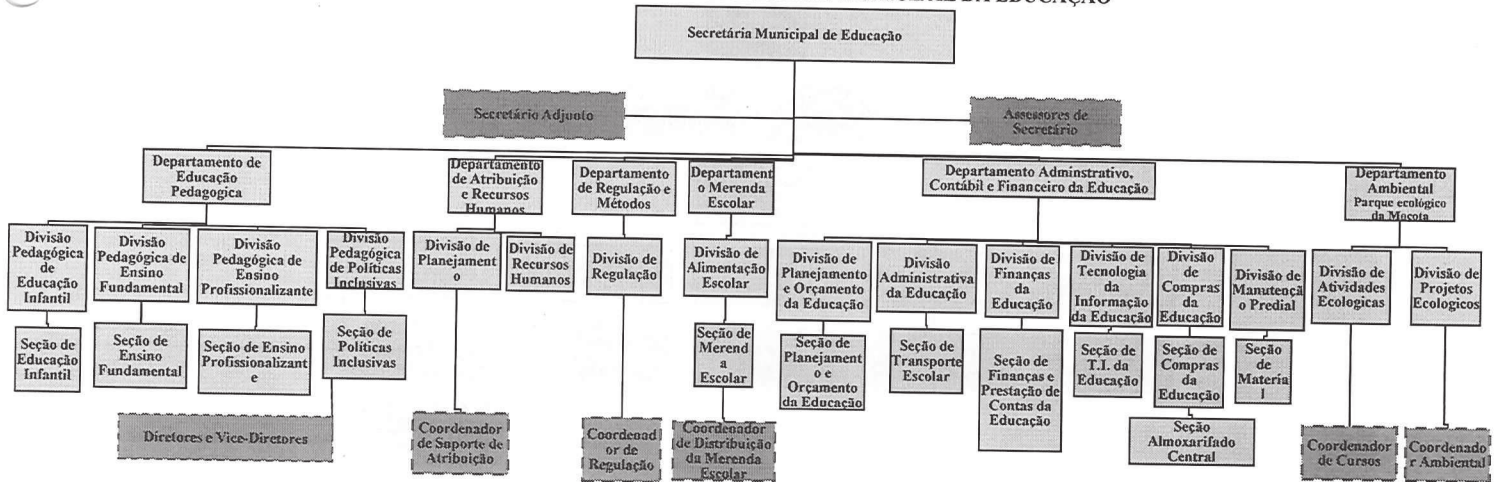 DA EDUCAÇÃO
Secretária Municipal de Educação
Secretário Adjunto
Assessores de
Secretário
Departamento de
Educação
Pedagogica
Departamento
de Atribuição
e Recursos
Humanos
Departamento
de Regulação e
Métodos
Departament
o Merenda
Escolar
Departamento Adminstrativo,
Contábil e Financeiro da Educação
Departamento
Ambiental
Parque ecológico
da Moçota
Divisão
Pedagógica
de
Educação
Infantil
Divisão
Pedagógica de
Ensino
Fundamental
Divisão
Pedagógica de
Ensino
Profissionalizante
Divisão
Pedagógica
de Políticas
Inclusivas
Divisão de
Planejament
o
Divisão de
Recursos
Humanos
Divisão de
Regulação
Divisão de
Alimentação
Escolar
Divisão de
Planejamento
e Orçamento
da Educação
Divisão
Administrativa
da Educação
Divisão de
Finanças da
Educação
Divisão de
Tecnologia
da
Informação
da Educação
Divisão
de
Compras
da
Educação
Divisão de
Manutençã
o Predial
Divisão de
Atividades
Ecologicas
Divisão de
Projetos
Ecológicos
Seção de
Educação
Infantil
Seção de
Ensino
Fundamental
Seção de Ensino
Profissionalizant
e
Seção de
Políticas
Inclusivas
Seção de
Merend
a
Escolar
Seção de
Planejament
o e
Orçamento
da Educação
Seção de
Transporte
Escolar
Seção de
Finanças e
Prestação de
Contas da
Educação
Seção de
T.I. da
Educação
Seção de
Compras
da
Educação
Seção
de
Materia
l
Seção
Almoxarifado
Central
Diretores e Vice-Diretores
Coordenador
de Suporte de
Atribuição
Coordenad
or de
Regulação
Coordenador
de Distribuição
da Merenda
Escolar
Coordenador
de Cursos
Coordenado
r Ambiental